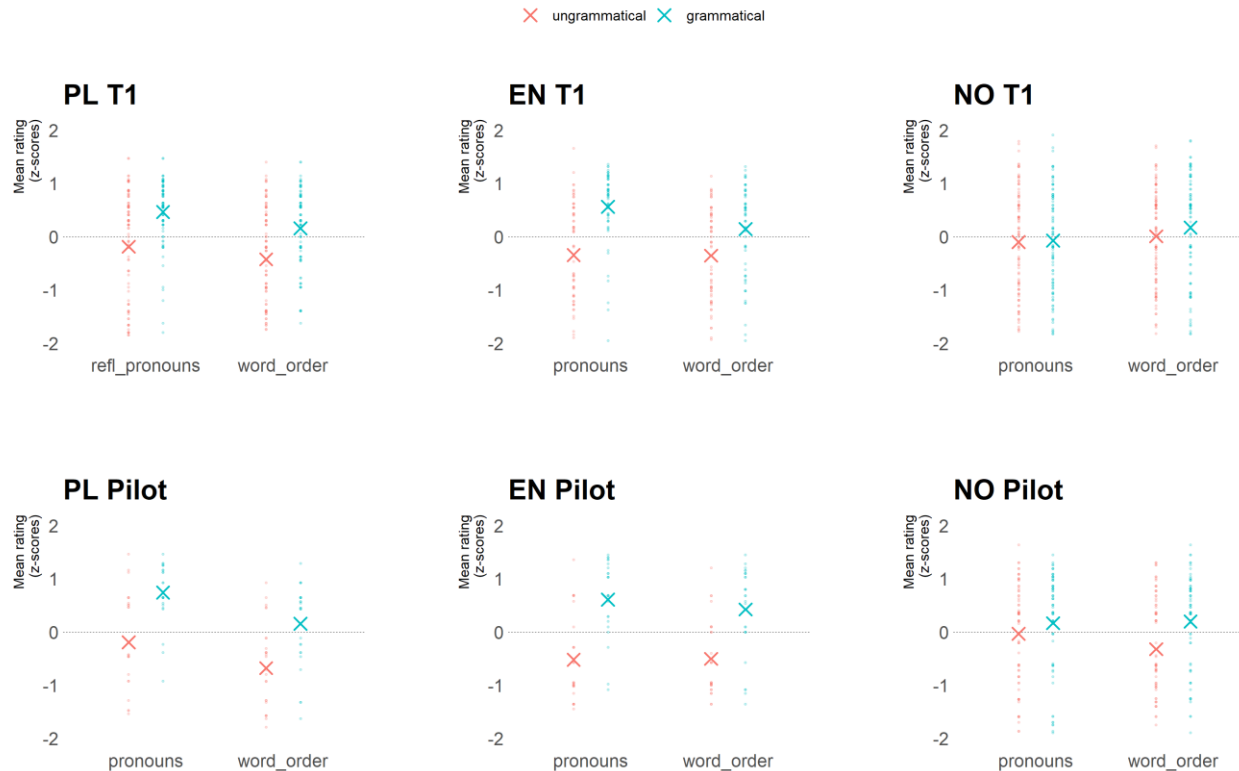 ungrammatical grammatical
PL T1
Mean rating
(z-scores)
2
1
0
-1
-2
refl_pronouns word_order
EN T1
Mean rating
(z-scores)
2
1
0
-1
-2
pronouns word_order
NO T1
Mean rating
(z-scores)
2
1
0
-1
-2
pronouns word_order
PL Pilot
Mean rating
(z-scores)
2
1
0
-1
-2
pronouns word_order
EN Pilot
Mean rating
(z-scores)
2
1
0
-1
-2
pronouns word_order
NO Pilot
Mean rating
(z-scores)
2
1
0
-1
-2
pronouns word_order